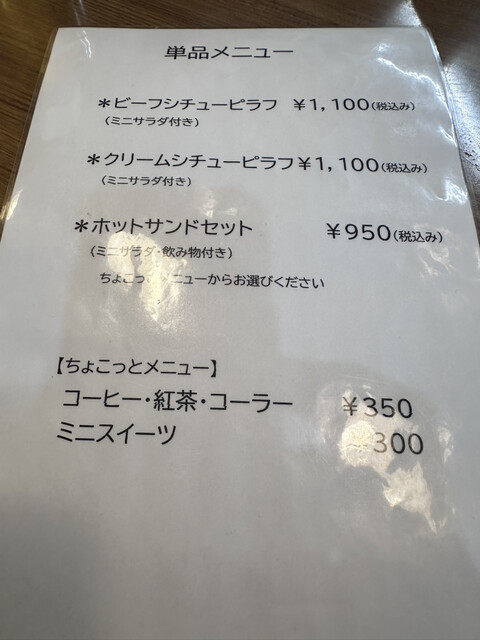 単品メニュー
＊ビーフシチューピラフ ￥1,100(税込み)
(ミニサラダ付き)
＊クリームシチューピラフ￥1,100(税込み)
(ミニサラダ付き)
＊ホットサンドセット ￥950(税込み)
(ミニサラダ・飲み物付き)
ちょこっとメニューからお選びください
【ちょこっとメニュー】
コーヒー・紅茶・コーラー ￥350
ミニスイーツ ￥300